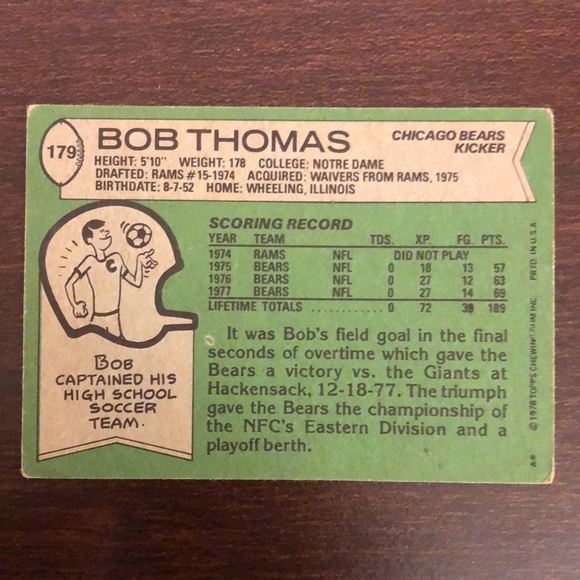 179
BOB THOMAS
CHICAGO BEARS
KICKER
HEIGHT: 5'10" WEIGHT: 178 COLLEGE: NOTRE DAME
DRAFTED: RAMS #15-1974 ACQUIRED: WAIVERS FROM RAMS, 1975
BIRTHDATE: 8-7-52 HOME: WHEELING, ILLINOIS
C
BOB
CAPTAINED HIS
HIGH SCHOOL
SOCCER
TEAM.
SCORING RECORD
YEAR TEAM TDS. XP. FG. PTS.
1974 RAMS NFL DID NOT PLAY
1975 BEARS NFL 0 18 13 57
1976 BEARS NFL 0 27 12 63
1977 BEARS NFL 0 27 14 69
LIFETIME TOTALS ............ 0 72 39 189
It was Bob's field goal in the final
seconds of overtime which gave the
Bears a victory vs. the Giants at
Hackensack, 12-18-77. The triumph
gave the Bears the championship of
the NFC's Eastern Division and a
playoff berth.
A* © 1978 TOPPS CHEWING GUM INC. PRTD. IN U.S.A.